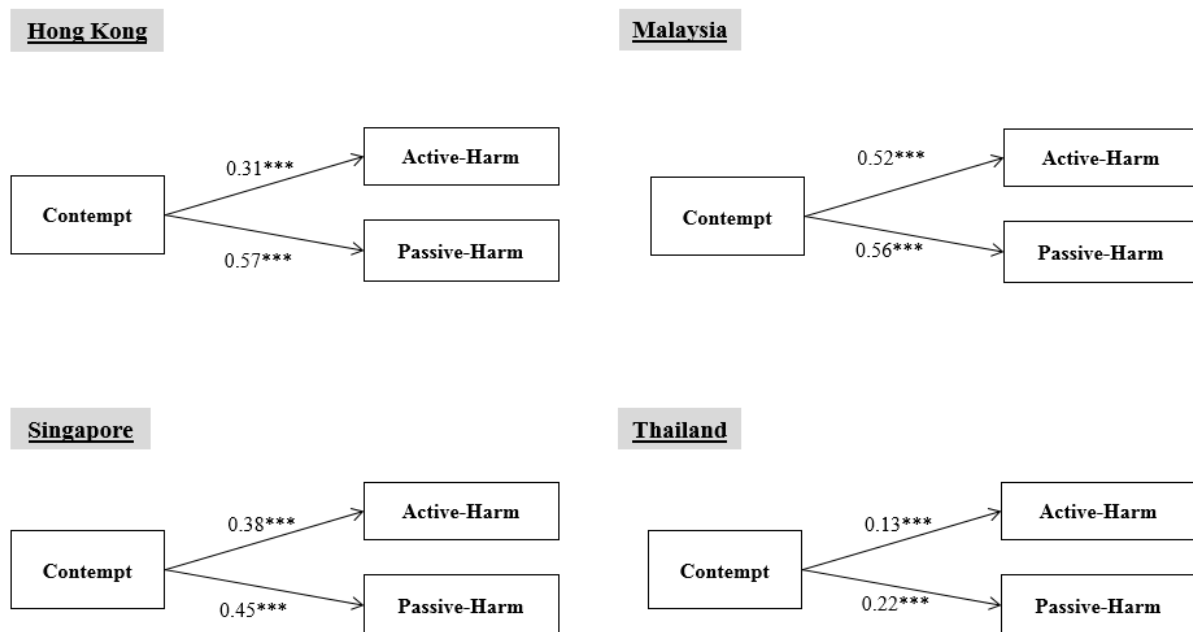 Hong Kong
Contempt
0.31***
0.57***
Active-Harm
Passive-Harm
Malaysia
Contempt
0.52***
0.56***
Active-Harm
Passive-Harm
Singapore
Contempt
0.38***
0.45***
Active-Harm
Passive-Harm
Thailand
Contempt
0.13***
0.22***
Active-Harm
Passive-Harm